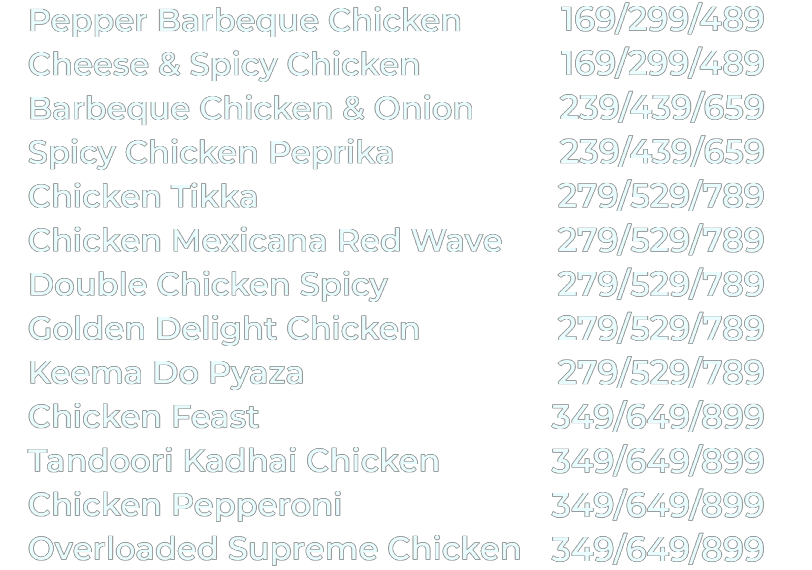 Pepper Barbeque Chicken 169/299/489
Cheese & Spicy Chicken 169/299/489
Barbeque Chicken & Onion 239/439/659
Spicy Chicken Peprika 239/439/659
Chicken Tikka 279/529/789
Chicken Mexicana Red Wave 279/529/789
Double Chicken Spicy 279/529/789
Golden Delight Chicken 279/529/789
Keema Do Pyaza 279/529/789
Chicken Feast 349/649/899
Tandoori Kadhai Chicken 349/649/899
Chicken Pepperoni 349/649/899
Overloaded Supreme Chicken 349/649/899